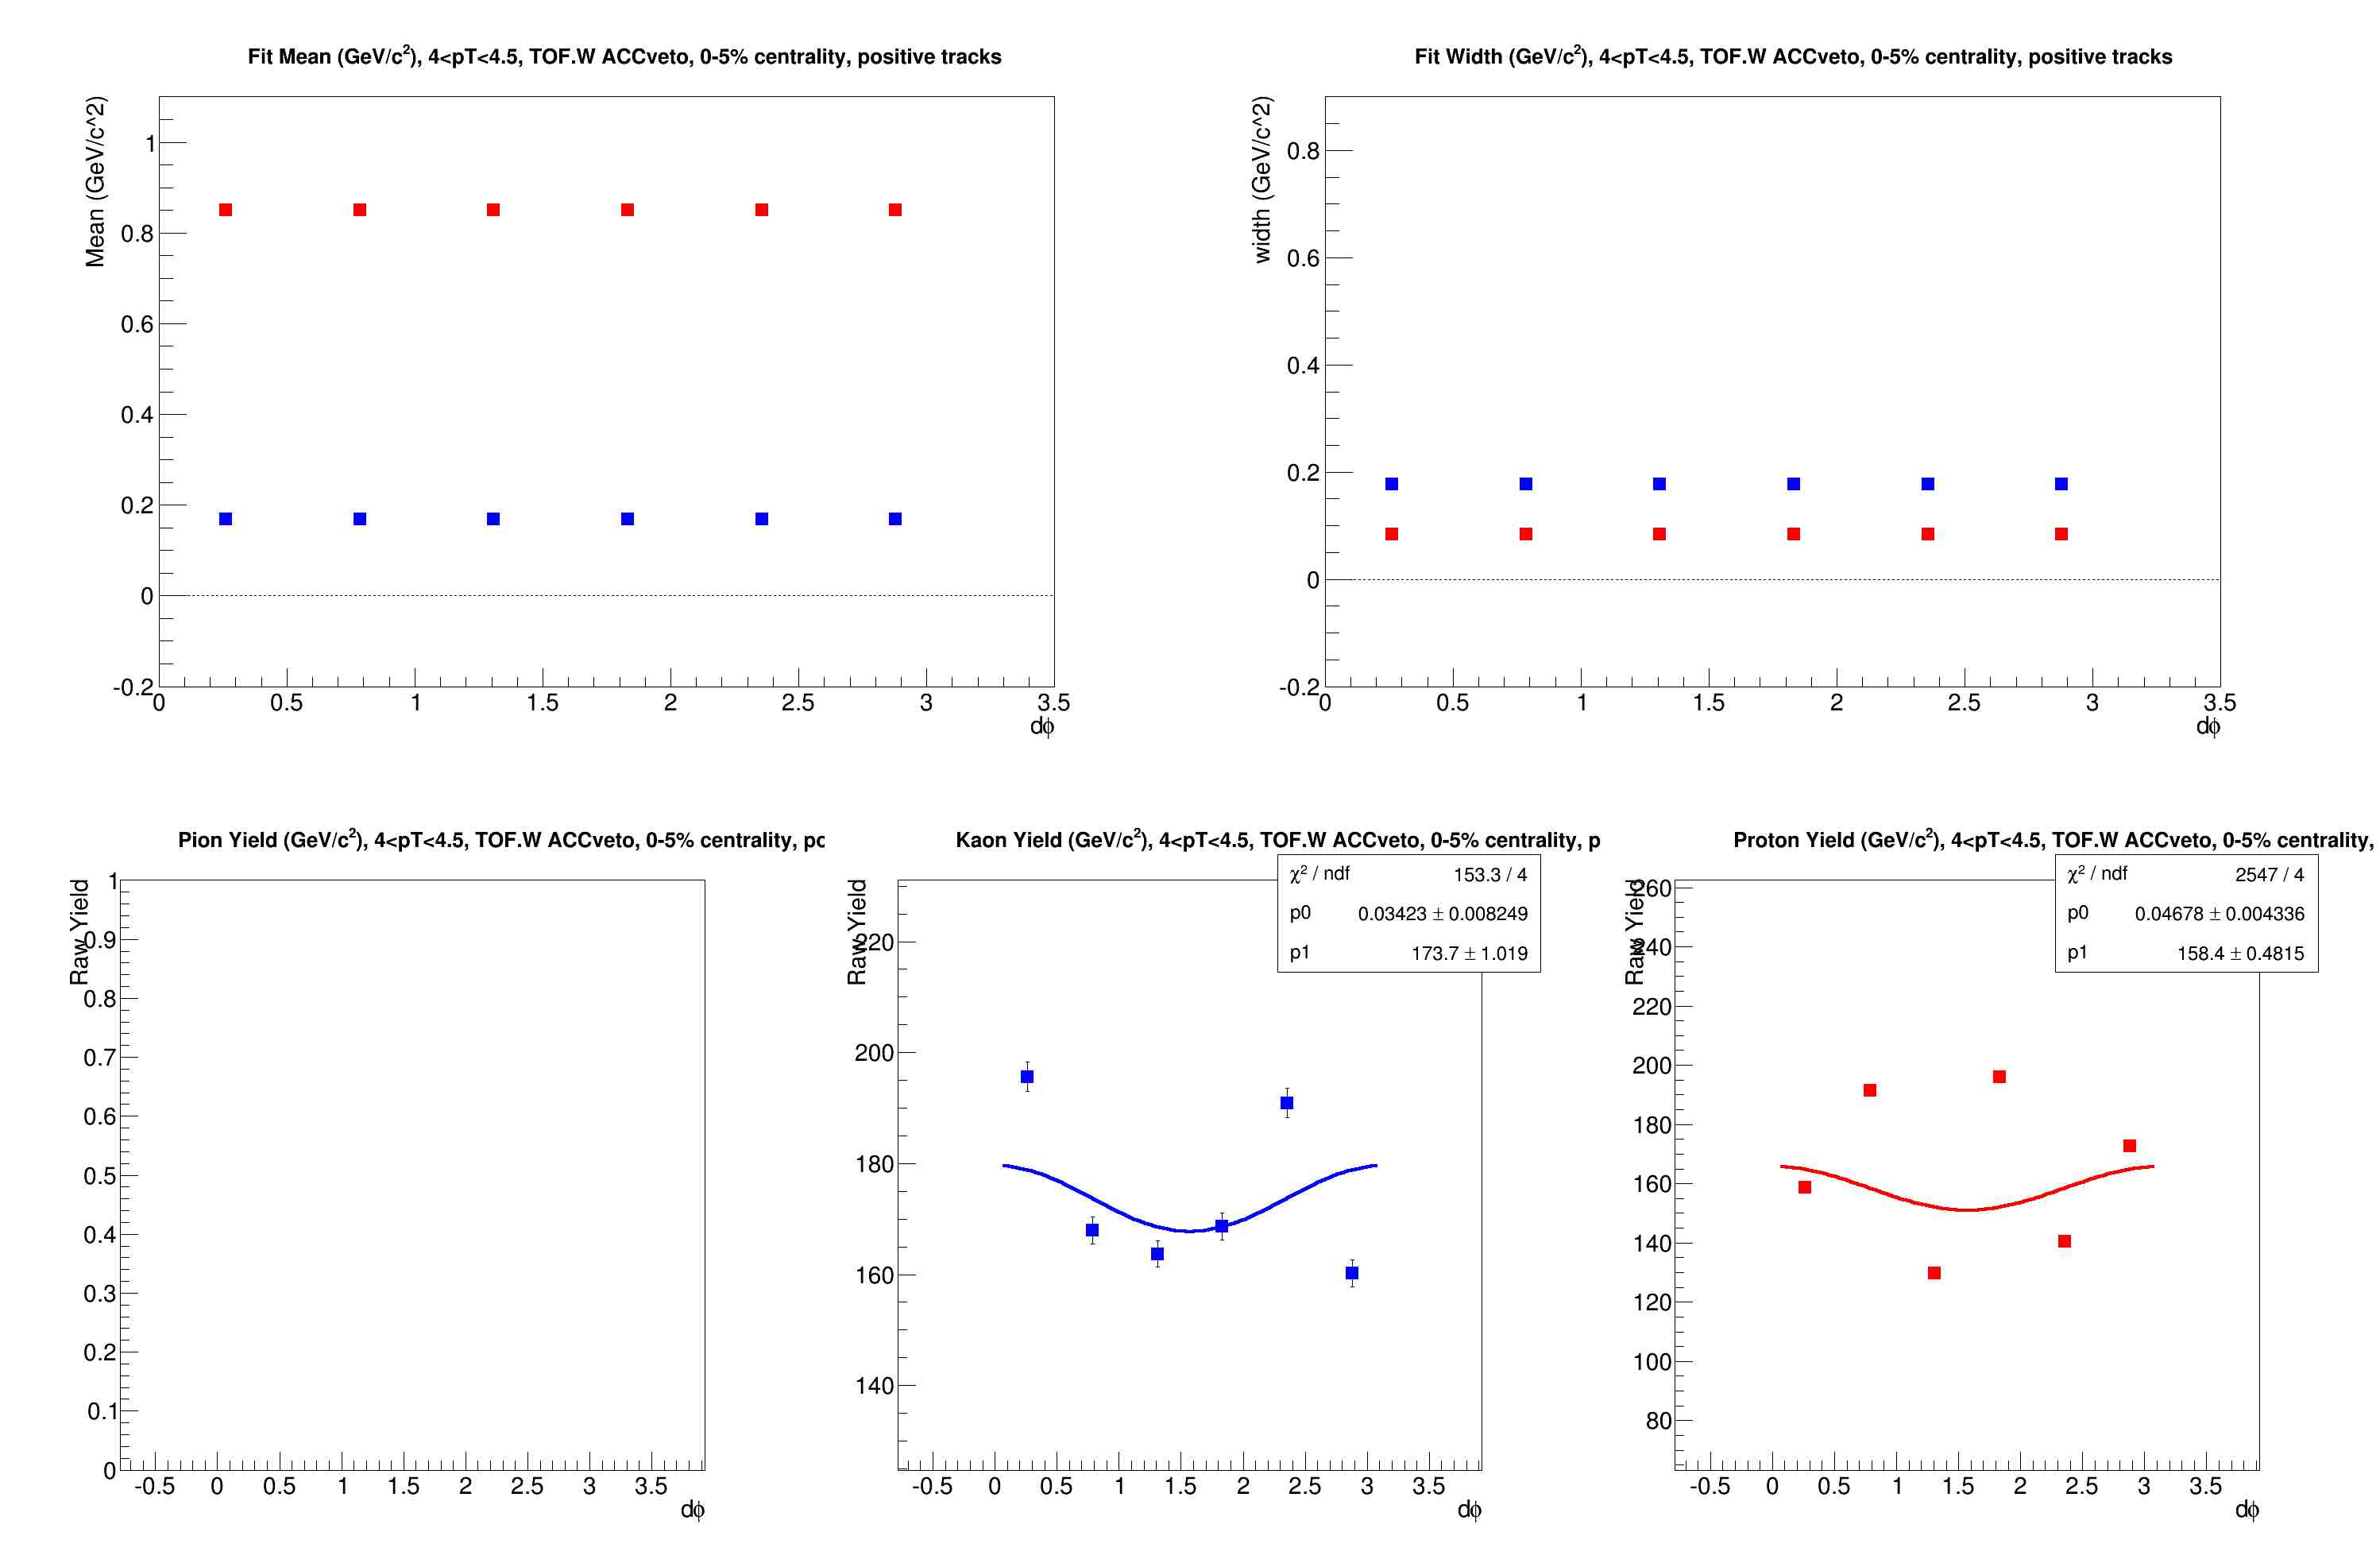 Fit Mean (GeV/c²), 4<pT<4.5, TOF.W ACCveto, 0-5% centrality, positive tracks
Mean (GeV/c^2)
1
0.8
0.6
0.4
0.2
0
-0.2
0 0.5 1 1.5 2 2.5 3 3.5
dϕ
Fit Width (GeV/c²), 4<pT<4.5, TOF.W ACCveto, 0-5% centrality, positive tracks
width (GeV/c^2)
0.8
0.6
0.4
0.2
0
-0.2
0 0.5 1 1.5 2 2.5 3 3.5
dϕ
Pion Yield (GeV/c²), 4<pT<4.5, TOF.W ACCveto, 0-5% centrality, po
Raw Yield
1
0.9
0.8
0.7
0.6
0.5
0.4
0.3
0.2
0.1
0
-0.5 0 0.5 1 1.5 2 2.5 3 3.5
dϕ
Kaon Yield (GeV/c²), 4<pT<4.5, TOF.W ACCveto, 0-5% centrality, p
χ² / ndf 153.3 / 4
p0 0.03423 ± 0.008249
p1 173.7 ± 1.019
Raw Yield
220
200
180
160
140
-0.5 0 0.5 1 1.5 2 2.5 3 3.5
dϕ
Proton Yield (GeV/c²), 4<pT<4.5, TOF.W ACCveto, 0-5% centrality,
χ² / ndf 2547 / 4
p0 0.04678 ± 0.004336
p1 158.4 ± 0.4815
Raw Yield
260
240
220
200
180
160
140
120
100
80
-0.5 0 0.5 1 1.5 2 2.5 3 3.5
dϕ